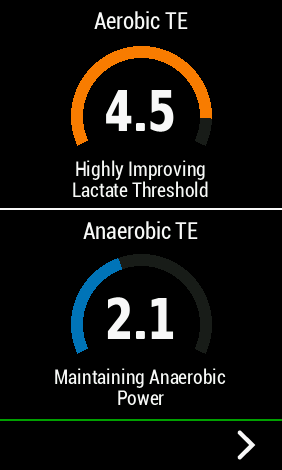 Aerobic TE
4.5
Highly Improving
Lactate Threshold
Anaerobic TE
2.1
Maintaining Anaerobic
Power